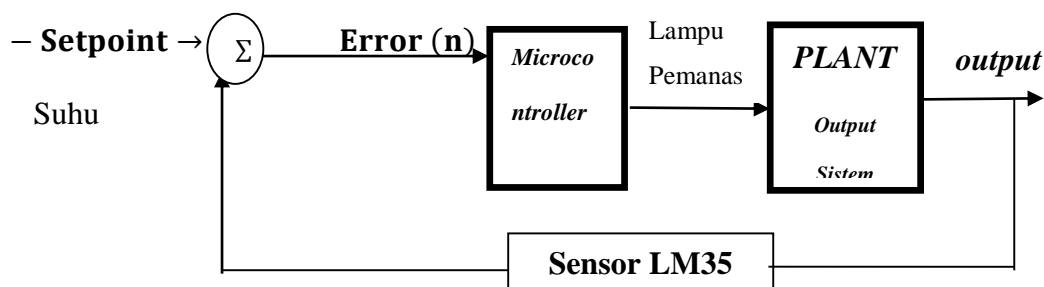 − Setpoint →
Suhu
Σ
Error (n)
Microco
ntroller
Lampu
Pemanas
PLANT
Output
Sistem
output
Sensor LM35